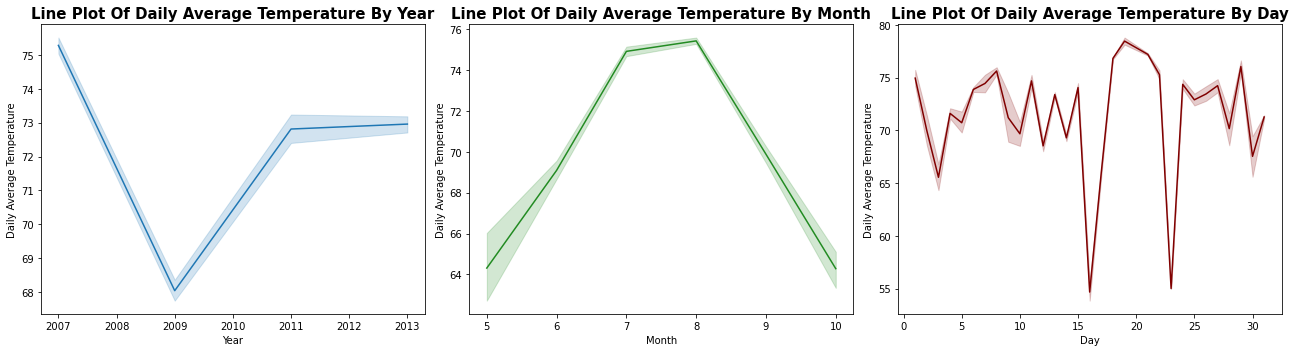 Line Plot Of Daily Average Temperature By Year
75
74
73
72
71
70
69
68
Daily Average Temperature
2007 2008 2009 2010 2011 2012 2013
Year
Line Plot Of Daily Average Temperature By Month
76
74
72
70
68
66
64
Daily Average Temperature
5 6 7 8 9 10
Month
Line Plot Of Daily Average Temperature By Day
80
75
70
65
60
55
Daily Average Temperature
0 5 10 15 20 25 30
Day